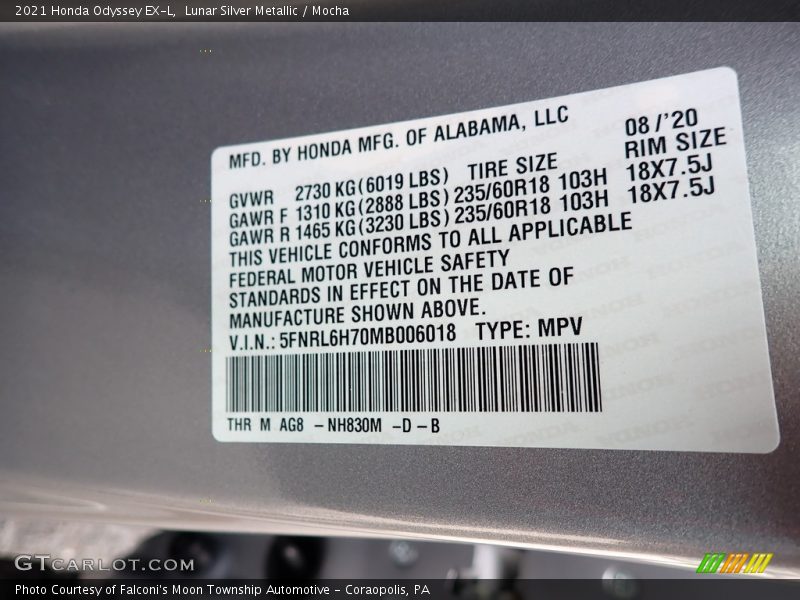 2021 Honda Odyssey EX-L, Lunar Silver Metallic / Mocha
MFD. BY HONDA MFG. OF ALABAMA, LLC 08/'20
GVWR 2730 KG(6019 LBS) TIRE SIZE RIM SIZE
GAWR F 1310 KG(2888 LBS) 235/60R18 103H 18X7.5J
GAWR R 1465 KG(3230 LBS) 235/60R18 103H 18X7.5J
THIS VEHICLE CONFORMS TO ALL APPLICABLE
FEDERAL MOTOR VEHICLE SAFETY
STANDARDS IN EFFECT ON THE DATE OF
MANUFACTURE SHOWN ABOVE.
V.I.N.: 5FNRL6H70MB006018 TYPE: MPV
THR M AG8 -NH830M -D-B
GTcarlot.com
Photo Courtesy of Falconi's Moon Township Automotive - Coraopolis, PA